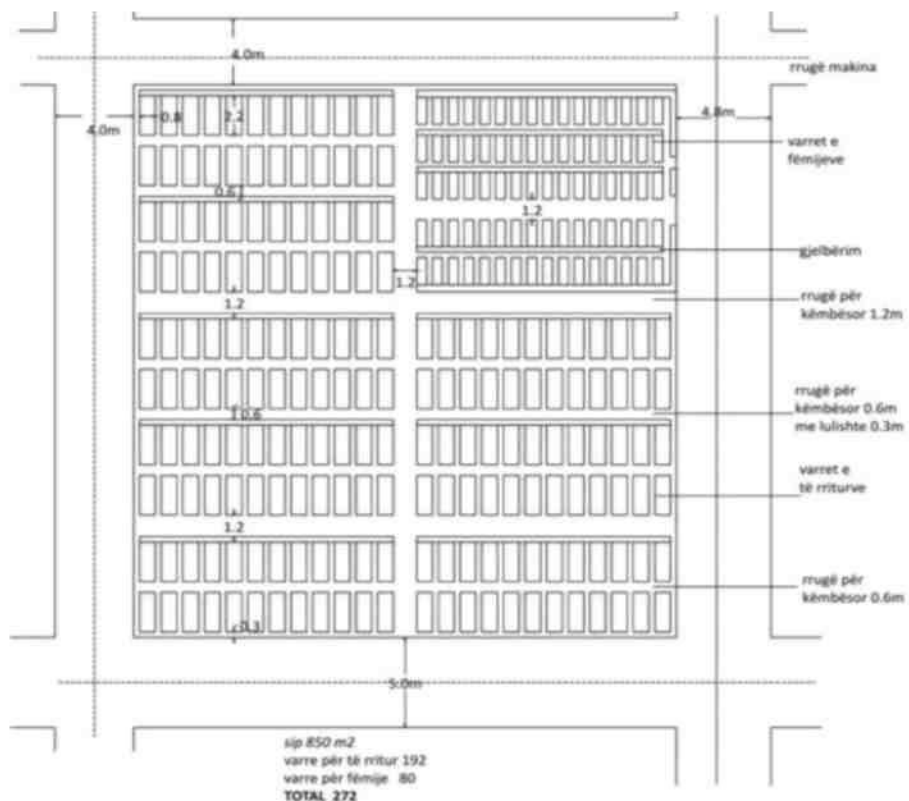 4.0m
rrugë makina
0.8
2.2
4.8m
4.0m
varret e
fëmijeve
0.6
1.2
gjelbërim
1.2
1.2
rrugë për
këmbësor 1.2m
0.6
rrugë për
këmbësor 0.6m
me lulishte 0.3m
varret e
të rriturve
1.2
rrugë për
këmbësor 0.6m
0.3
5.0m
sip 850 m2
varre për të rritur 192
varre për fëmije 80
TOTAL 272